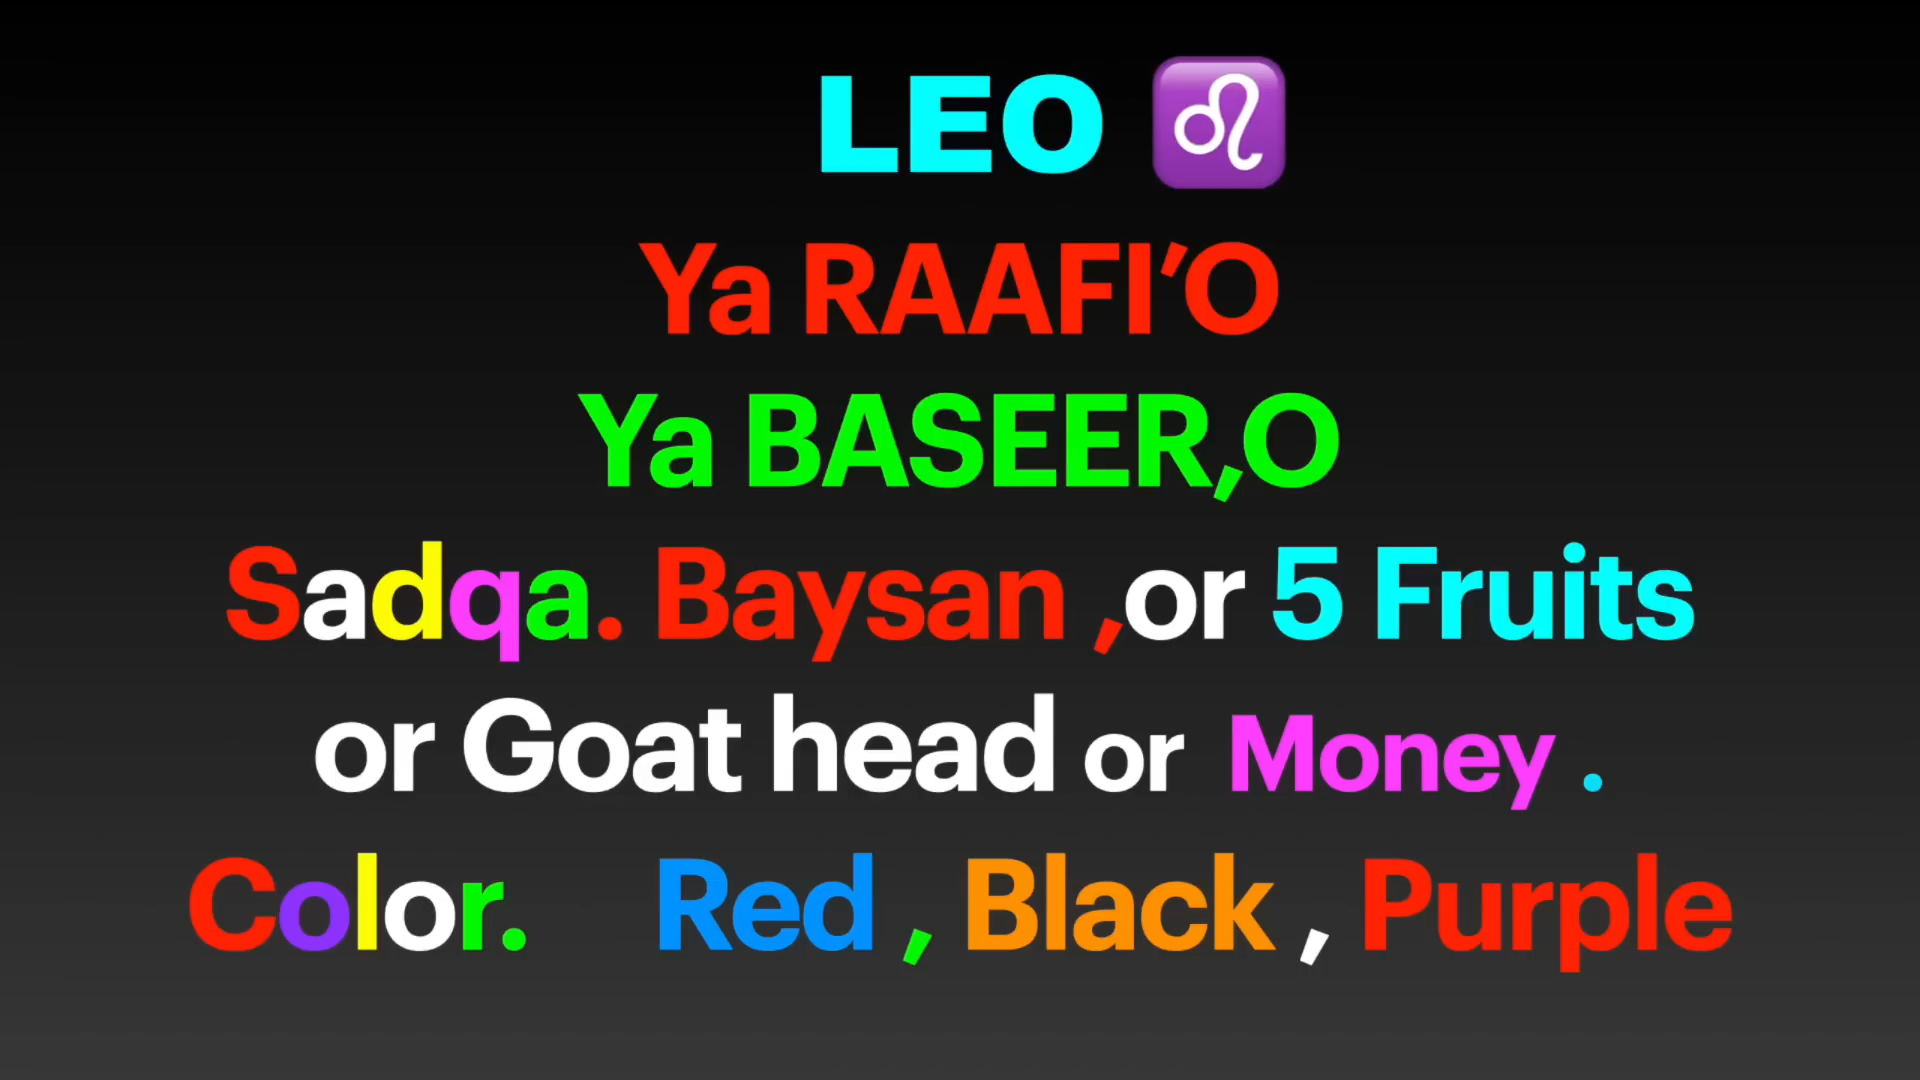 LEO ♌
Ya RAAFI’O
Ya BASEER,O
Sadqa. Baysan ,or 5 Fruits
or Goat head or Money .
Color. Red , Black , Purple